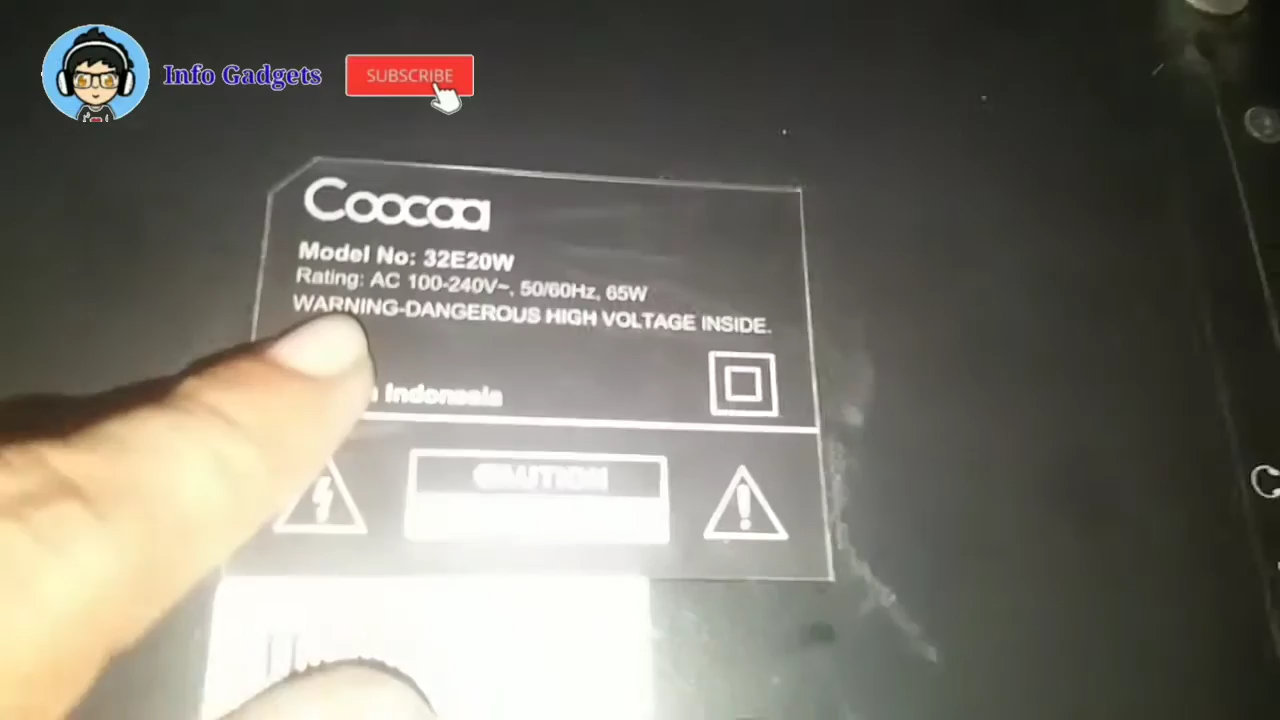 Info Gadgets
SUBSCRIBE
Coocaa
Model No: 32E20W
Rating: AC 100-240V~, 50/60Hz, 65W
WARNING-DANGEROUS HIGH VOLTAGE INSIDE.
Indonsala
CAUTION